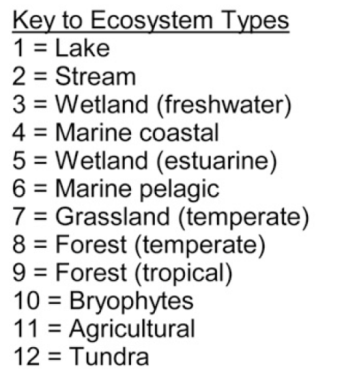 Key to Ecosystem Types
1 = Lake
2 = Stream
3 = Wetland (freshwater)
4 = Marine coastal
5 = Wetland (estuarine)
6 = Marine pelagic
7 = Grassland (temperate)
8 = Forest (temperate)
9 = Forest (tropical)
10 = Bryophytes
11 = Agricultural
12 = Tundra